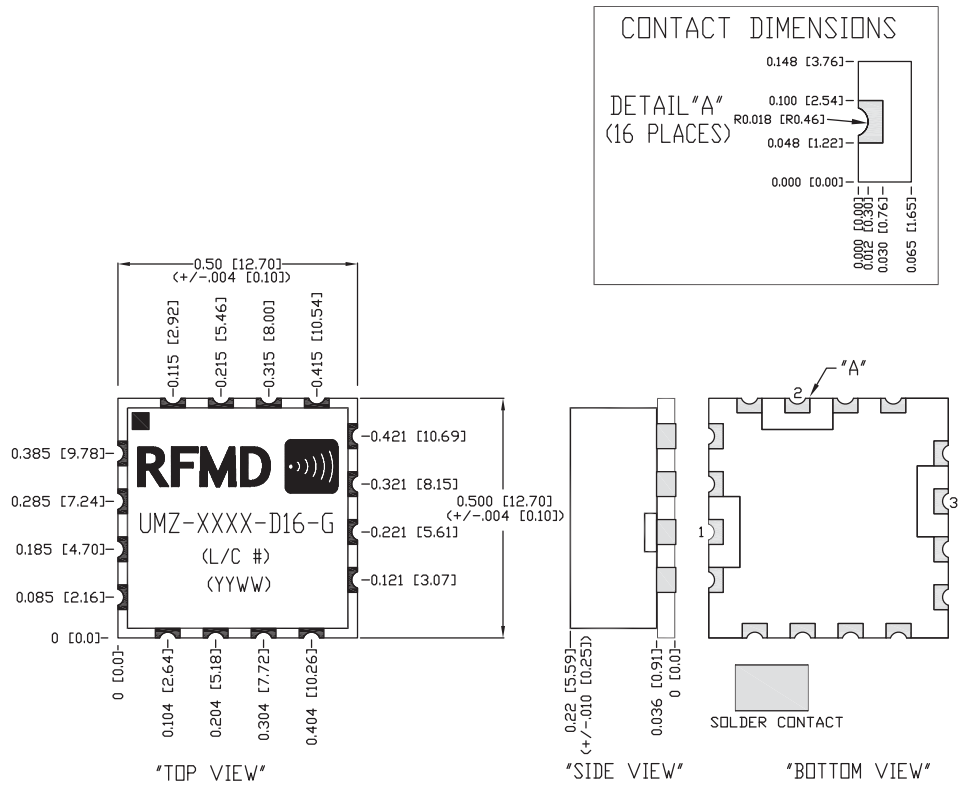 CONTACT DIMENSIONS
DETAIL"A"
(16 PLACES)
0.148 [3.76]
0.100 [2.54]
R0.018 [R0.46]
0.048 [1.22]
0.000 [0.00]
0.000 [0.00]
0.012 [0.30]
0.030 [0.76]
0.065 [1.65]
0.50 [12.70]
(+/-.004 [0.10])
0.115 [2.92]
0.215 [5.46]
0.315 [8.00]
0.415 [10.54]
0.385 [9.78]
0.285 [7.24]
0.185 [4.70]
0.085 [2.16]
0 [0.0]
RFMD
UMZ-XXXX-D16-G
(L/C #)
(YYWW)
0.421 [10.69]
0.321 [8.15]
0.221 [5.61]
0.121 [3.07]
0.500 [12.70]
(+/-.004 [0.10])
0 [0.0]
0.104 [2.64]
0.204 [5.18]
0.304 [7.72]
0.404 [10.26]
"TOP VIEW"
0.22 [5.59]
(+/-.010 [0.25])
0.036 [0.91]
0 [0.0]
"SIDE VIEW"
"A"
2
1
3
SOLDER CONTACT
"BOTTOM VIEW"